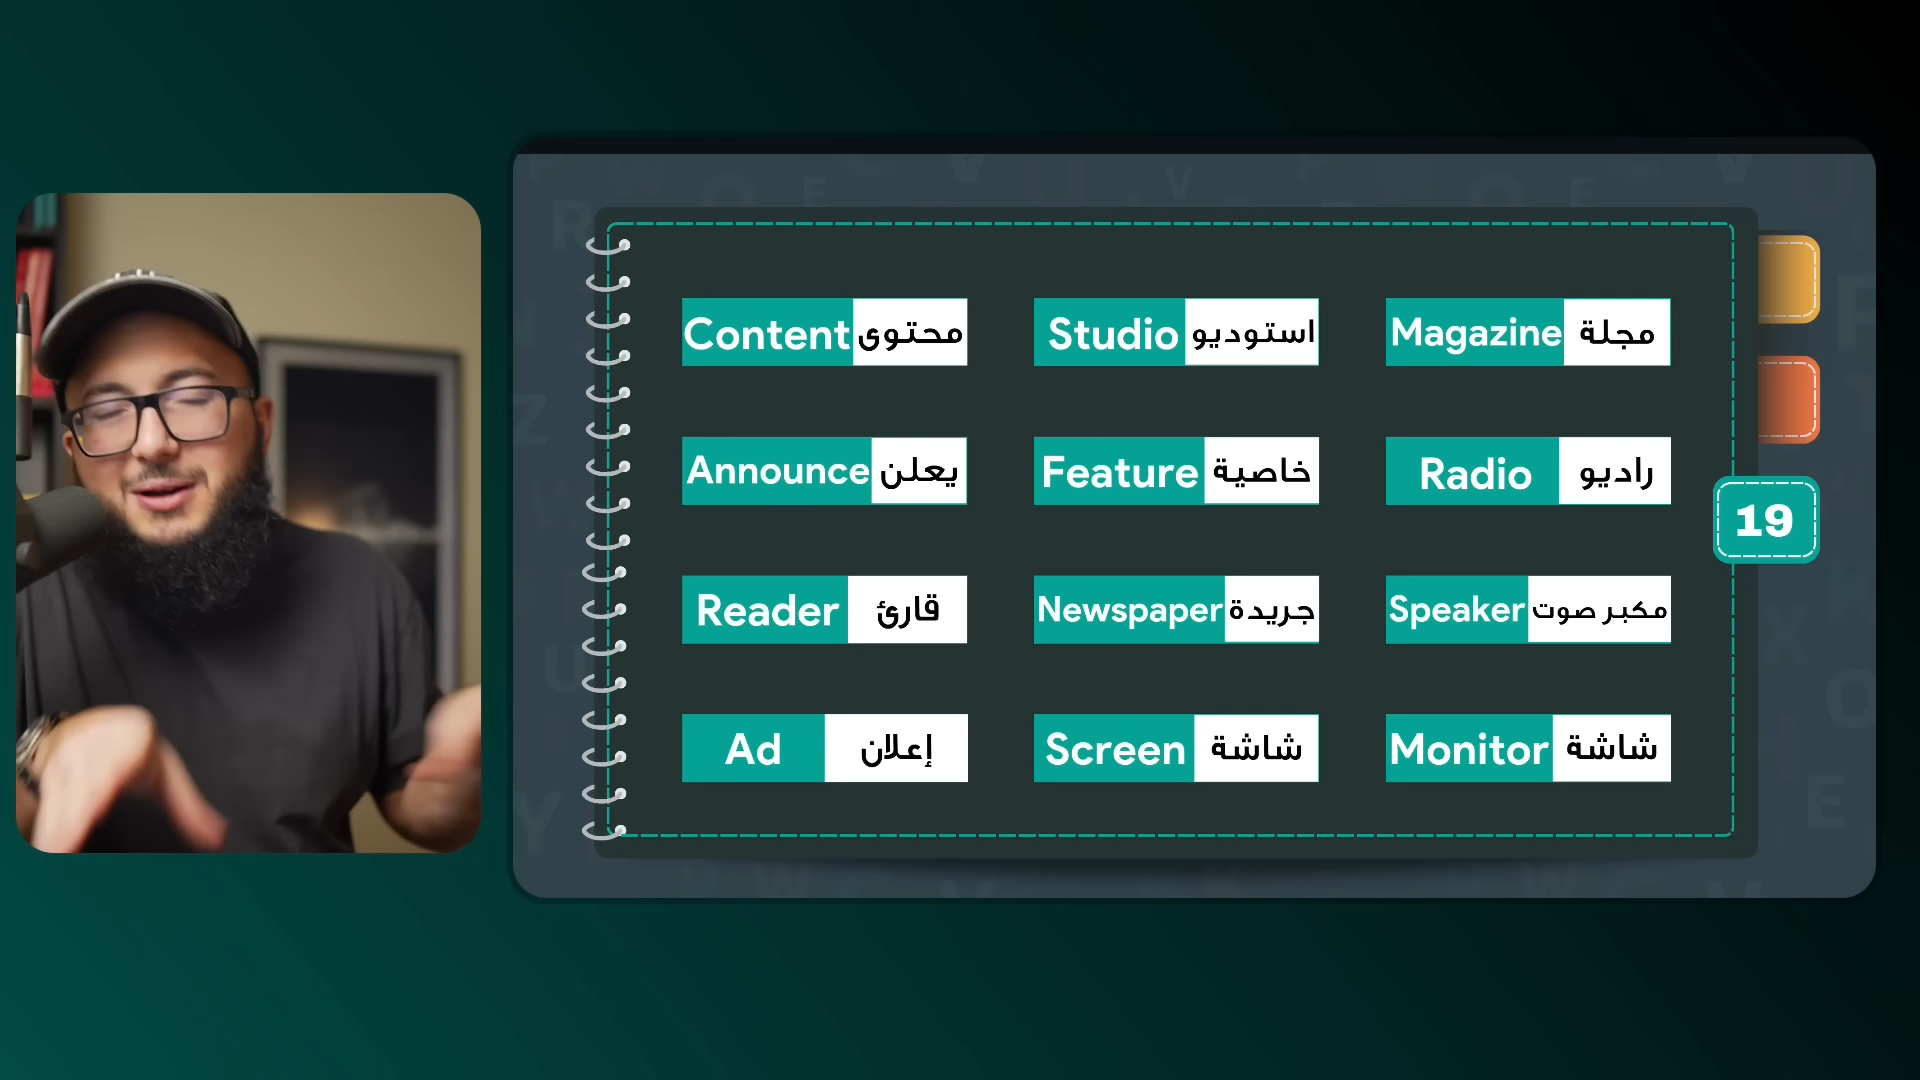 Content محتوى
Studio استوديو
Magazine مجلة
Announce يعلن
Feature خاصية
Radio راديو
19
Reader قارئ
Newspaper جريدة
Speaker مكبر صوت
Ad إعلان
Screen شاشة
Monitor شاشة